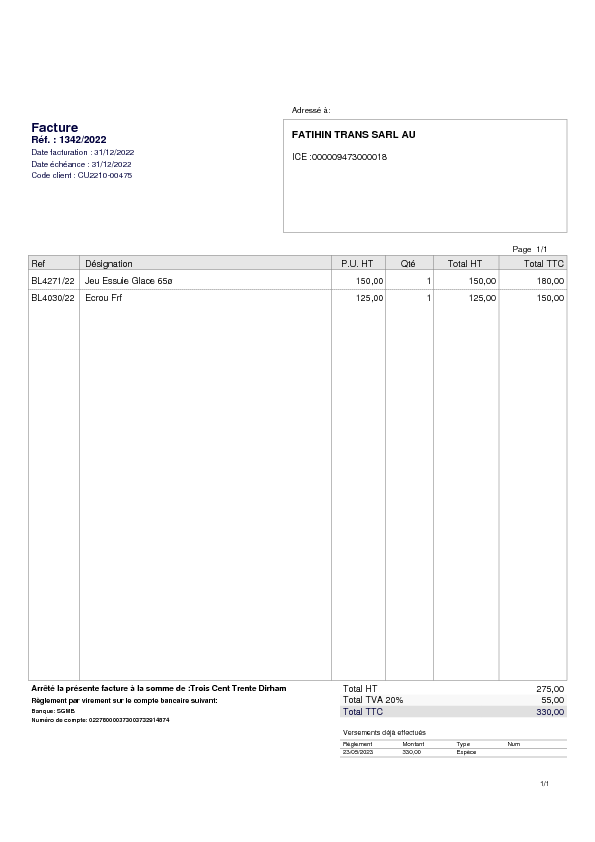 Adressé à:
Facture
Réf. : 1342/2022
Date facturation : 31/12/2022
Date échéance : 31/12/2022
Code client : CU2210-00475
FATIHIN TRANS SARL AU
ICE :000009473000018
Page 1/1
Ref Désignation P.U. HT Qté Total HT Total TTC
BL4271/22 Jeu Essuie Glace 65ø 150,00 1 150,00 180,00
BL4030/22 Ecrou Frf 125,00 1 125,00 150,00
Arrêté la présente facture à la somme de :Trois Cent Trente Dirham
Règlement par virement sur le compte bancaire suivant:
Banque: SGMB
Numéro de compte:
Total HT 275,00
Total TVA 20% 55,00
Total TTC 330,00
Versements déjà effectués
Règlement Montant Type Num
23/05/2023 330,00 Espèce
1/1